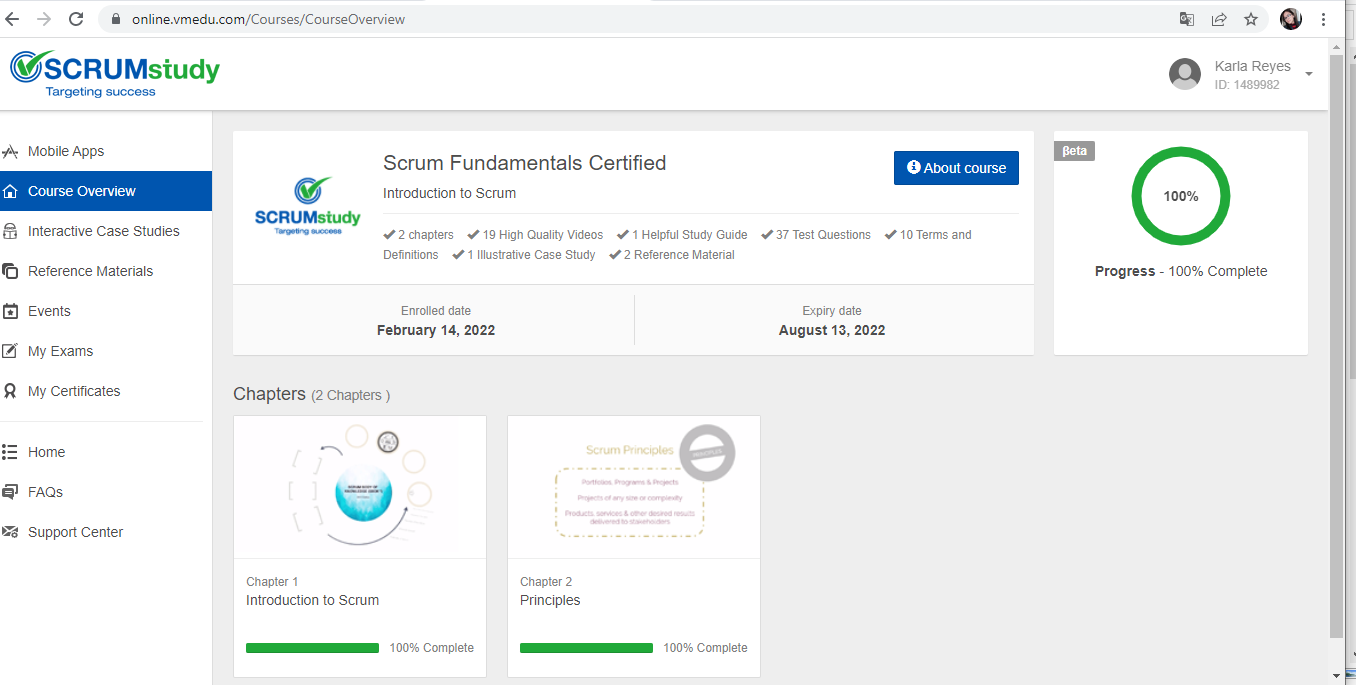 online.vmedu.com/Courses/CourseOverview
SCRUMstudy
Targeting success
Karla Reyes
ID: 1489982
Mobile Apps
Course Overview
Interactive Case Studies
Reference Materials
Events
My Exams
My Certificates
Home
FAQs
Support Center
SCRUMstudy
Targeting success
Scrum Fundamentals Certified
About course
Introduction to Scrum
2 chapters 19 High Quality Videos 1 Helpful Study Guide 37 Test Questions 10 Terms and
Definitions 1 Illustrative Case Study 2 Reference Material
Enrolled date
February 14, 2022
Expiry date
August 13, 2022
βeta
100%
Progress - 100% Complete
Chapters (2 Chapters )
Chapter 1
Introduction to Scrum
100% Complete
Scrum Principles
Portfolios, Programs & Projects
Projects of any size or complexity
Products, services & other desired results
delivered to stakeholders
Chapter 2
Principles
100% Complete